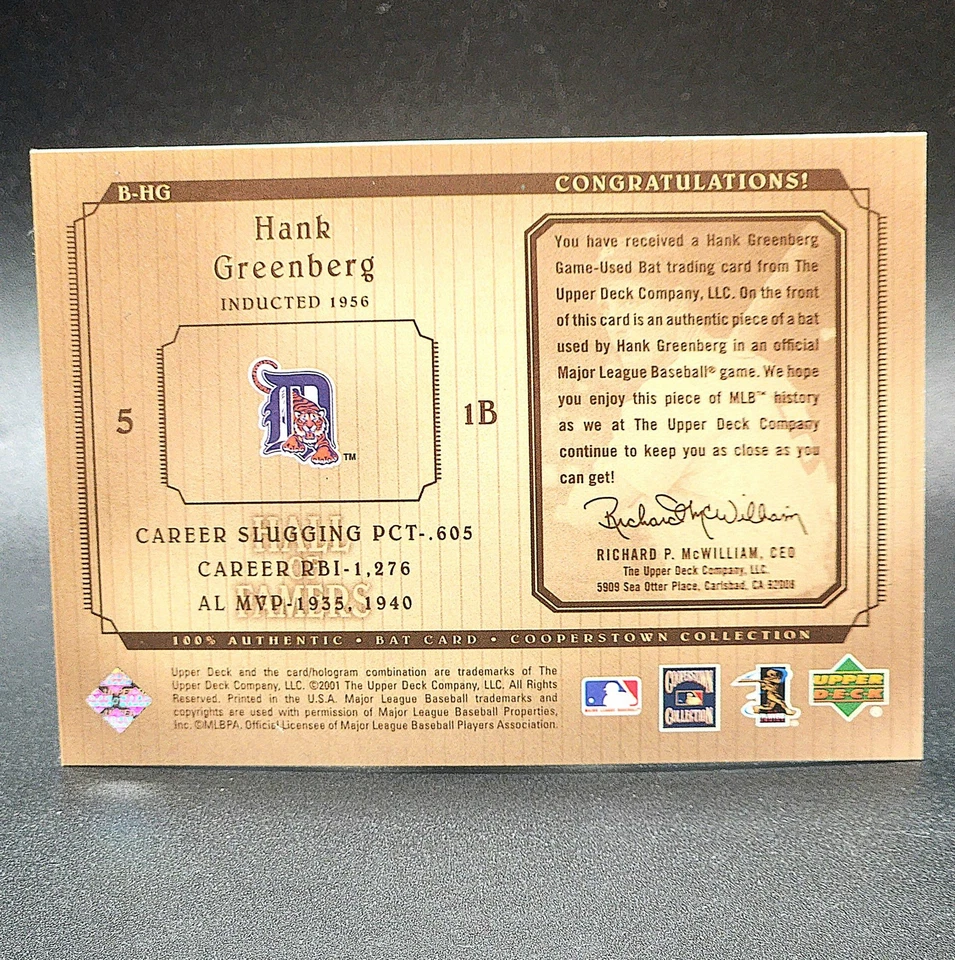 B-HG
CONGRATULATIONS!
Hank
Greenberg
INDUCTED 1956
5
1B
TM
HALL
OF
FAMERS
CAREER SLUGGING PCT-.605
CAREER RBI-1,276
AL MVP-1935, 1940
You have received a Hank Greenberg
Game-Used Bat trading card from The
Upper Deck Company, LLC. On the front
of this card is an authentic piece of a bat
used by Hank Greenberg in an official
Major League Baseball® game. We hope
you enjoy this piece of MLB™ history
as we at The Upper Deck Company
continue to keep you as close as you
can get!
Richard McWilliam
RICHARD P. McWILLIAM, CEO
The Upper Deck Company, LLC.
5909 Sea Otter Place, Carlsbad, CA 92008
100% AUTHENTIC • BAT CARD • COOPERSTOWN COLLECTION
Upper Deck and the card/hologram combination are trademarks of The
Upper Deck Company, LLC. ©2001 The Upper Deck Company, LLC. All Rights
Reserved. Printed in the U.S.A. Major League Baseball trademarks and
copyrights are used with permission of Major League Baseball Properties,
Inc. ©MLBPA. Official Licensee of Major League Baseball Players Association.
COOPERSTOWN
COLLECTION
UPPER
DECK